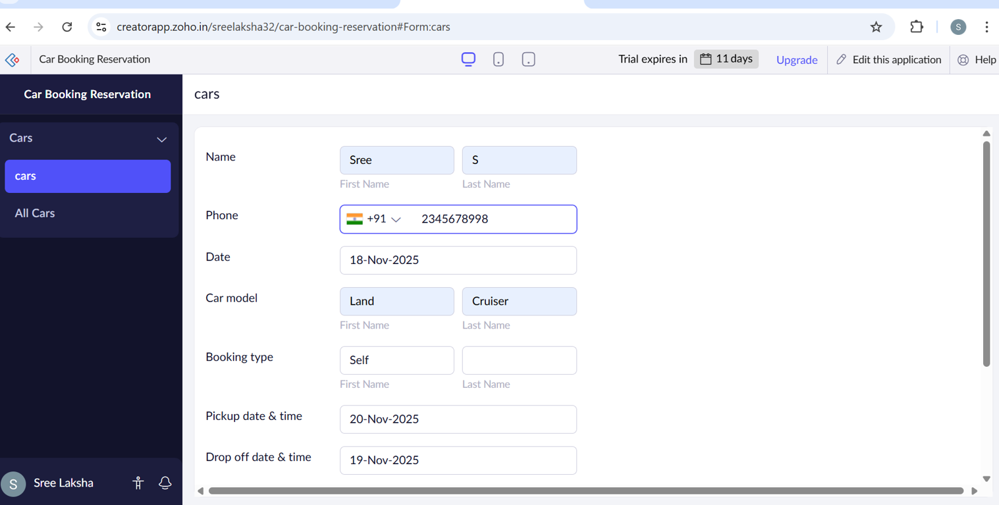 creatorapp.zoho.in/sreelaksha32/car-booking-reservation#Form:cars
S
Car Booking Reservation
Trial expires in 11 days Upgrade Edit this application Help
Car Booking Reservation
cars
Cars
cars
All Cars
Name Sree S
First Name Last Name
Phone +91 2345678998
Date 18-Nov-2025
Car model Land Cruiser
First Name Last Name
Booking type Self
First Name Last Name
Pickup date & time 20-Nov-2025
Drop off date & time 19-Nov-2025
S Sree Laksha